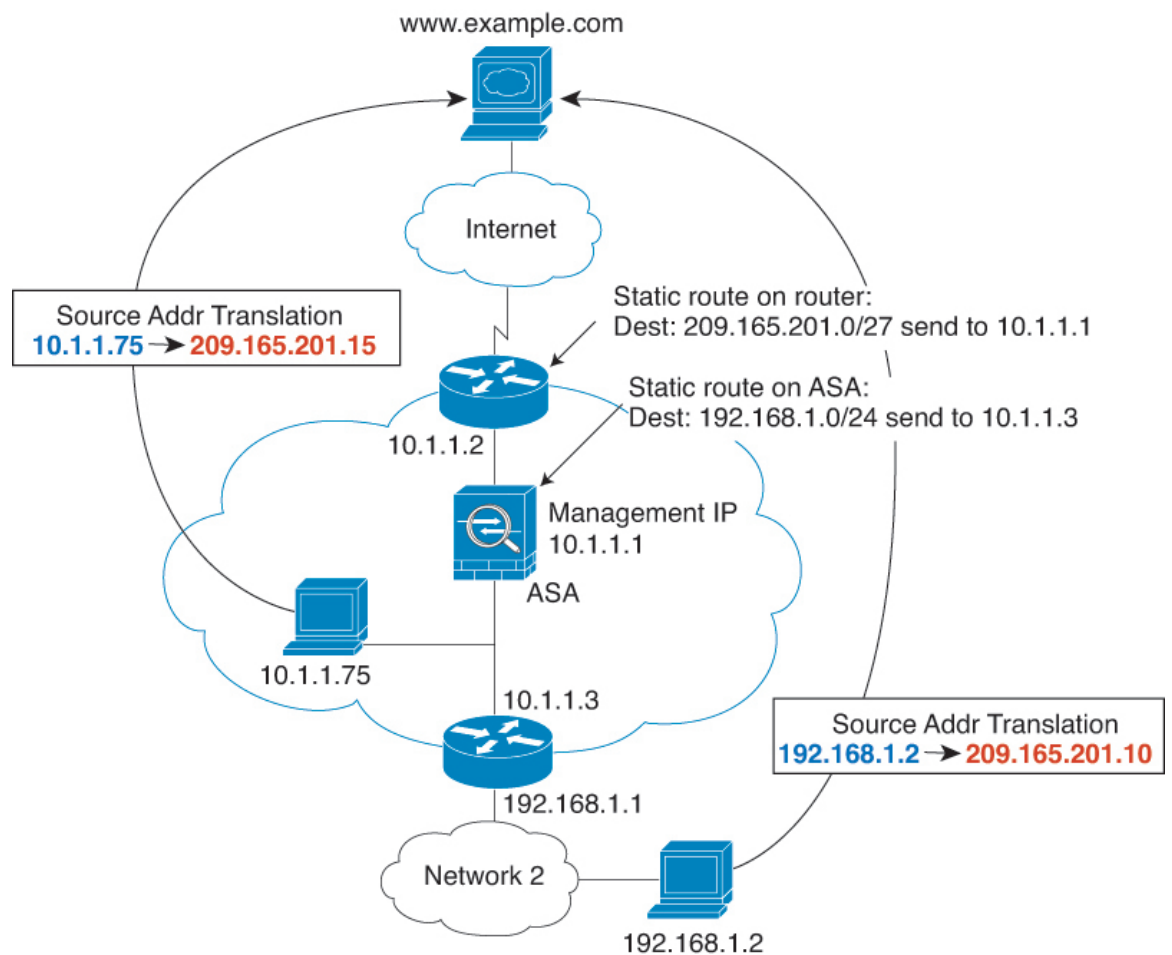 www.example.com
Internet
Static route on router:
Dest: 209.165.201.0/27 send to 10.1.1.1
Source Addr Translation
10.1.1.75 → 209.165.201.15
Static route on ASA:
Dest: 192.168.1.0/24 send to 10.1.1.3
10.1.1.2
Management IP
10.1.1.1
ASA
10.1.1.75
10.1.1.3
Source Addr Translation
192.168.1.2 → 209.165.201.10
192.168.1.1
Network 2
192.168.1.2